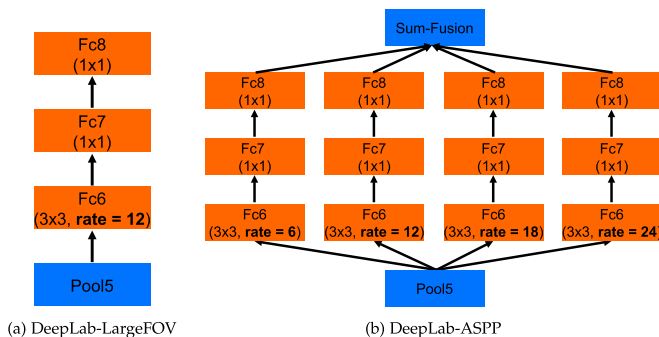 Fc8
(1x1)
Fc7
(1x1)
Fc6
(3x3, rate = 12)
Pool5
(a) DeepLab-LargeFOV
Sum-Fusion
Fc8
(1x1)
Fc8
(1x1)
Fc8
(1x1)
Fc8
(1x1)
Fc7
(1x1)
Fc7
(1x1)
Fc7
(1x1)
Fc7
(1x1)
Fc6
(3x3, rate = 6)
Fc6
(3x3, rate = 12)
Fc6
(3x3, rate = 18)
Fc6
(3x3, rate = 24)
Pool5
(b) DeepLab-ASPP